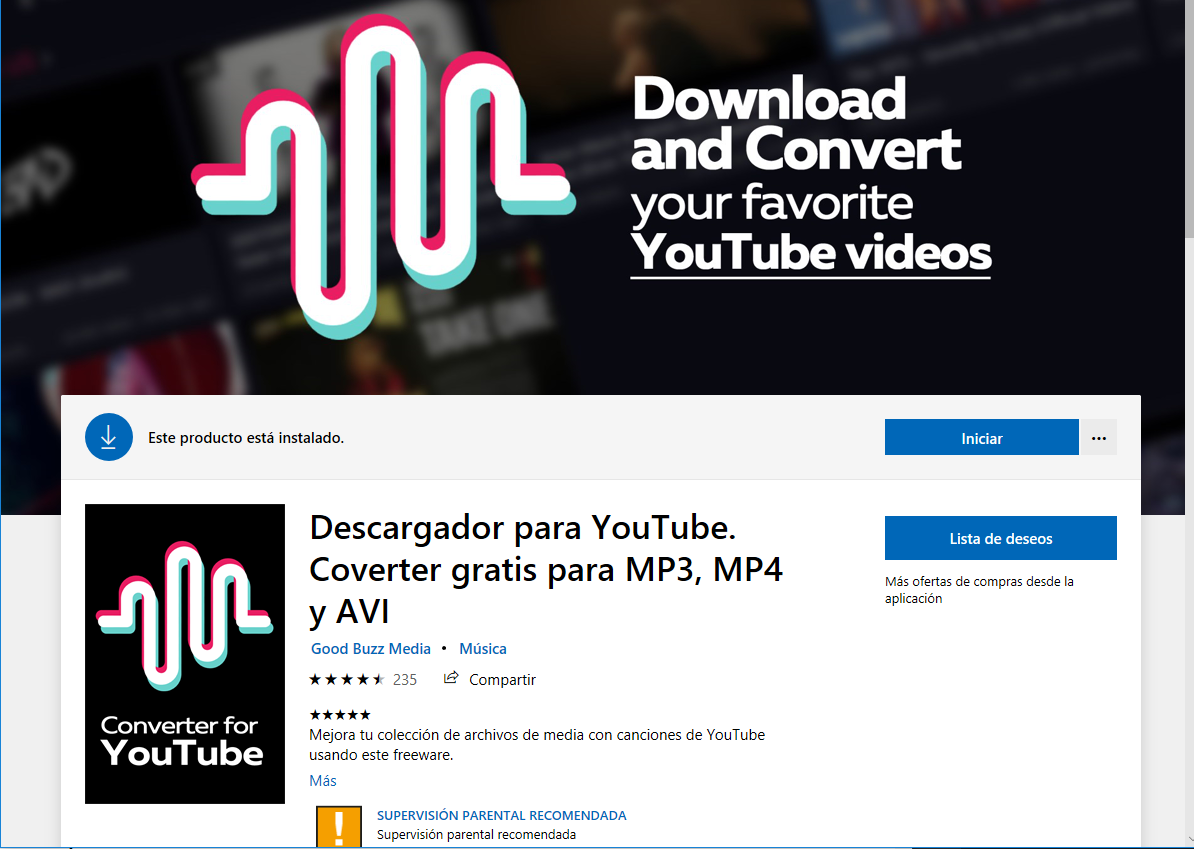 Download
and Convert
your favorite
YouTube videos
Este producto está instalado.
Iniciar
Descargador para YouTube.
Coverter gratis para MP3, MP4
y AVI
Lista de deseos
Más ofertas de compras desde la
aplicación
Good Buzz Media • Música
235 Compartir
Mejora tu colección de archivos de media con canciones de YouTube
usando este freeware.
Más
Converter for
YouTube
SUPERVISIÓN PARENTAL RECOMENDADA
Supervisión parental recomendada
TAKE ONE